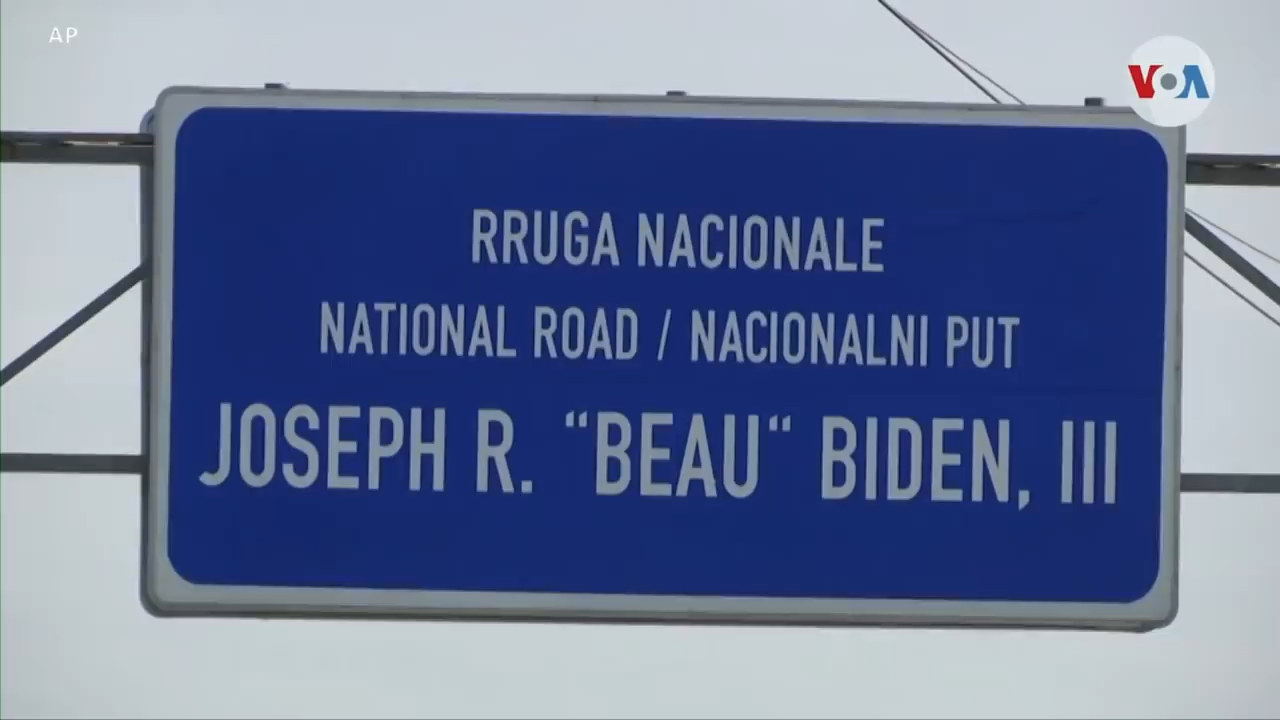 AP
VOA
RRUGA NACIONALE
NATIONAL ROAD / NACIONALNI PUT
JOSEPH R. “BEAU“ BIDEN, III